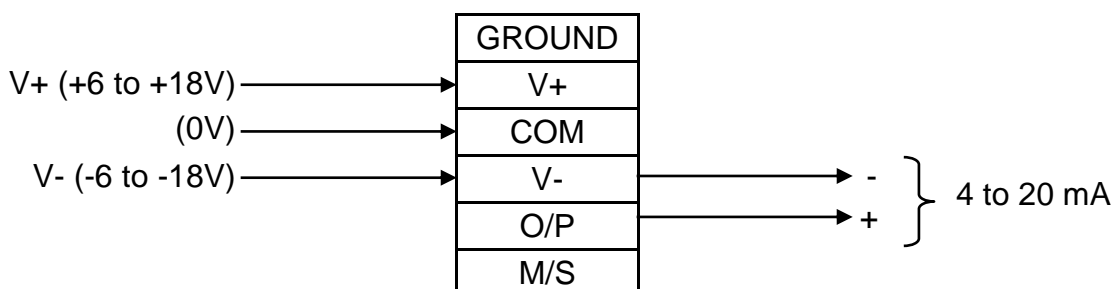 GROUND
V+ (+6 to +18V) V+
(0V) COM
V- (-6 to -18V) V- -
O/P + 4 to 20 mA
M/S